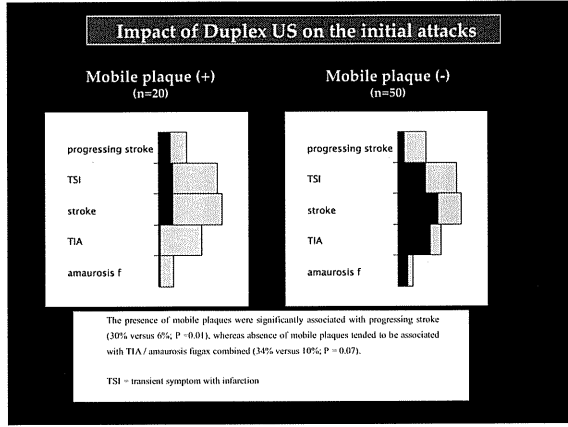 Impact of Duplex US on the initial attacks
Mobile plaque (+)
(n=20)
Mobile plaque (-)
(n=50)
progressing stroke
TSI
stroke
TIA
amaurosis f
progressing stroke
TSI
stroke
TIA
amaurosis f
The presence of mobile plaques were significantly associated with progressing stroke
(30% versus 6%; P =0.01), whereas absence of mobile plaques tended to be associated
with TIA / amaurosis fugax combined (34% versus 10%; P = 0.07).
TSI = transient symptom with infarction